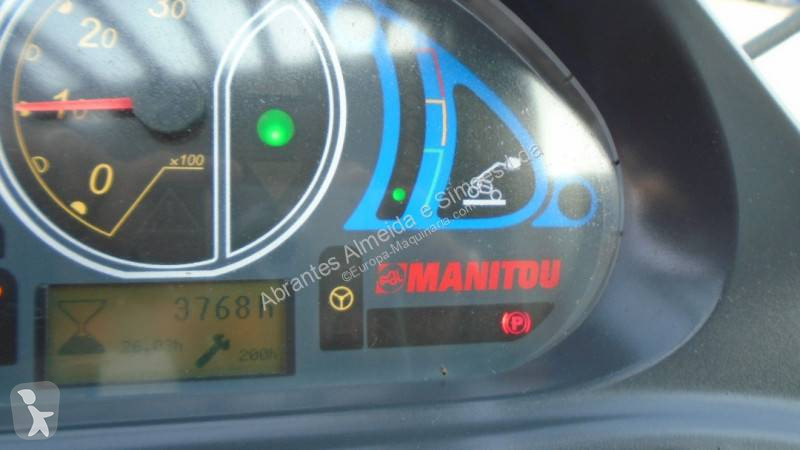 30
20
10
0
x100
MANITOU
P
3768h
200h
Abrantes Almeida e Simões Lda
©Europa-Maquinaria.com